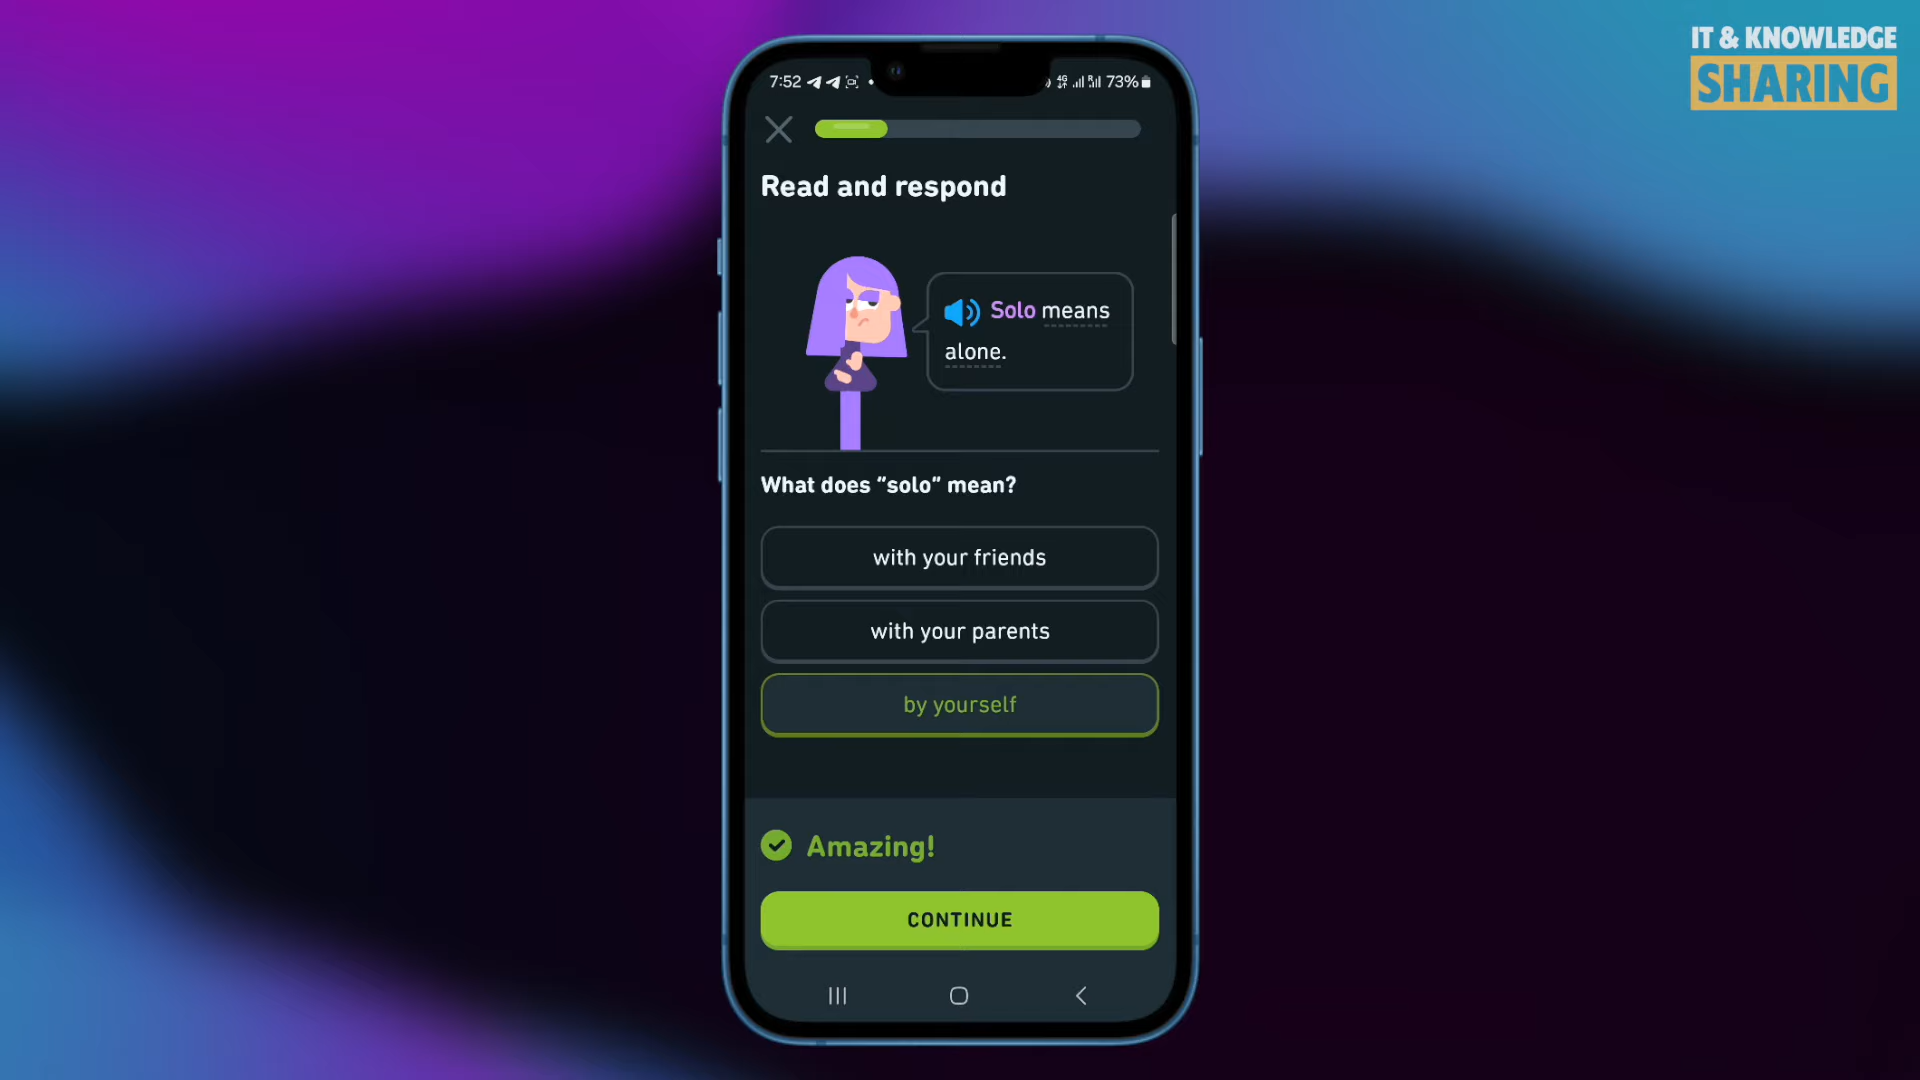 IT & KNOWLEDGE
SHARING
7:52
4G
73%
Read and respond
Solo means
alone.
What does “solo” mean?
with your friends
with your parents
by yourself
Amazing!
CONTINUE